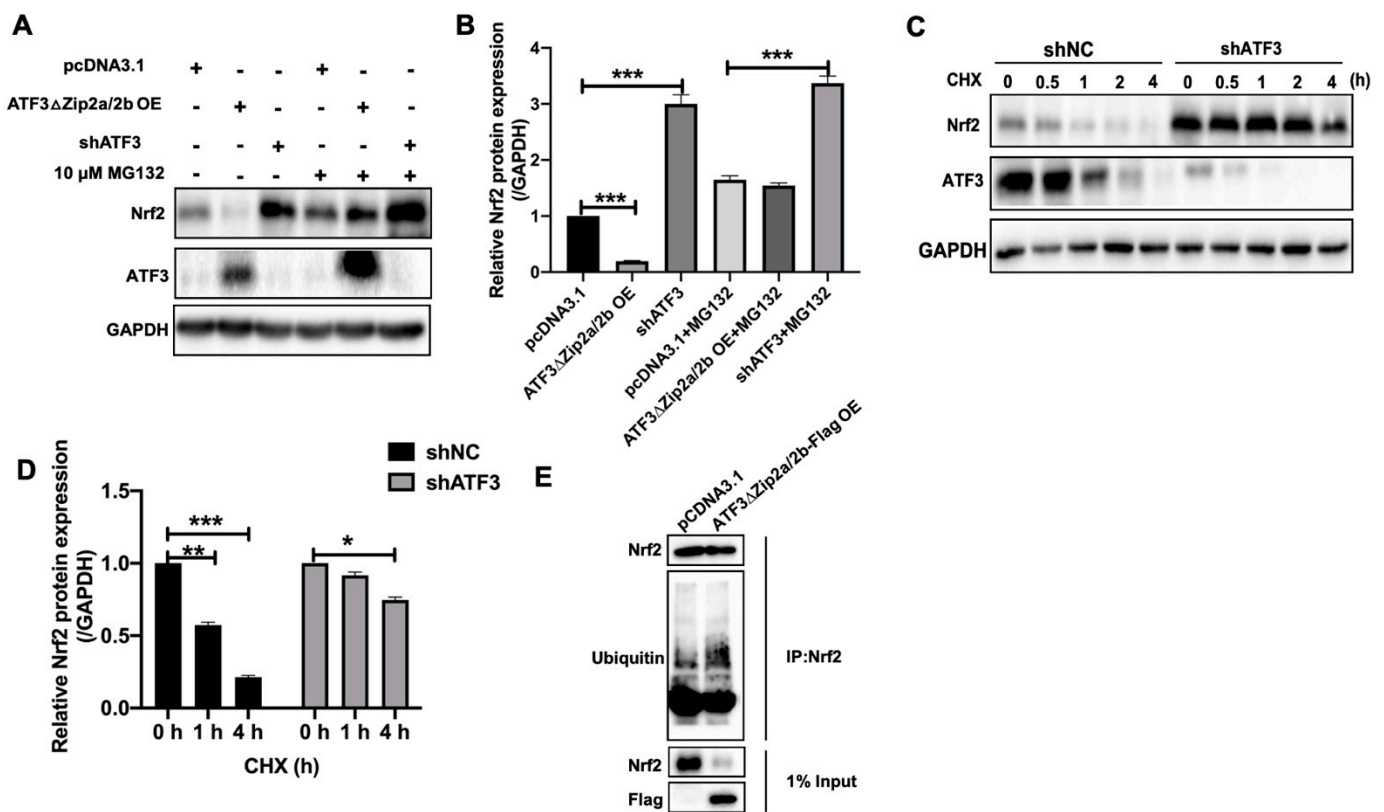 A
pcDNA3.1 + - - + - -
ATF3ΔZip2a/2b OE - + - - + -
shATF3 - - + - - +
10 μM MG132 - - - + + +
Nrf2
ATF3
GAPDH
B
Relative Nrf2 protein expression
(/GAPDH)
4
3
2
1
0
***
***
***
pcDNA3.1
ATF3ΔZip2a/2b OE
shATF3
pcDNA3.1+MG132
ATF3ΔZip2a/2b OE+MG132
shATF3+MG132
C
shNC shATF3
CHX 0 0.5 1 2 4 0 0.5 1 2 4 (h)
Nrf2
ATF3
GAPDH
D
shNC
shATF3
Relative Nrf2 protein expression
(/GAPDH)
1.5
1.0
0.5
0.0
***
**
*
0 h 1 h 4 h 0 h 1 h 4 h
CHX (h)
E
pCDNA3.1
ATF3ΔZip2a/2b-Flag OE
Nrf2
Ubiquitin
IP:Nrf2
Nrf2
1% Input
Flag